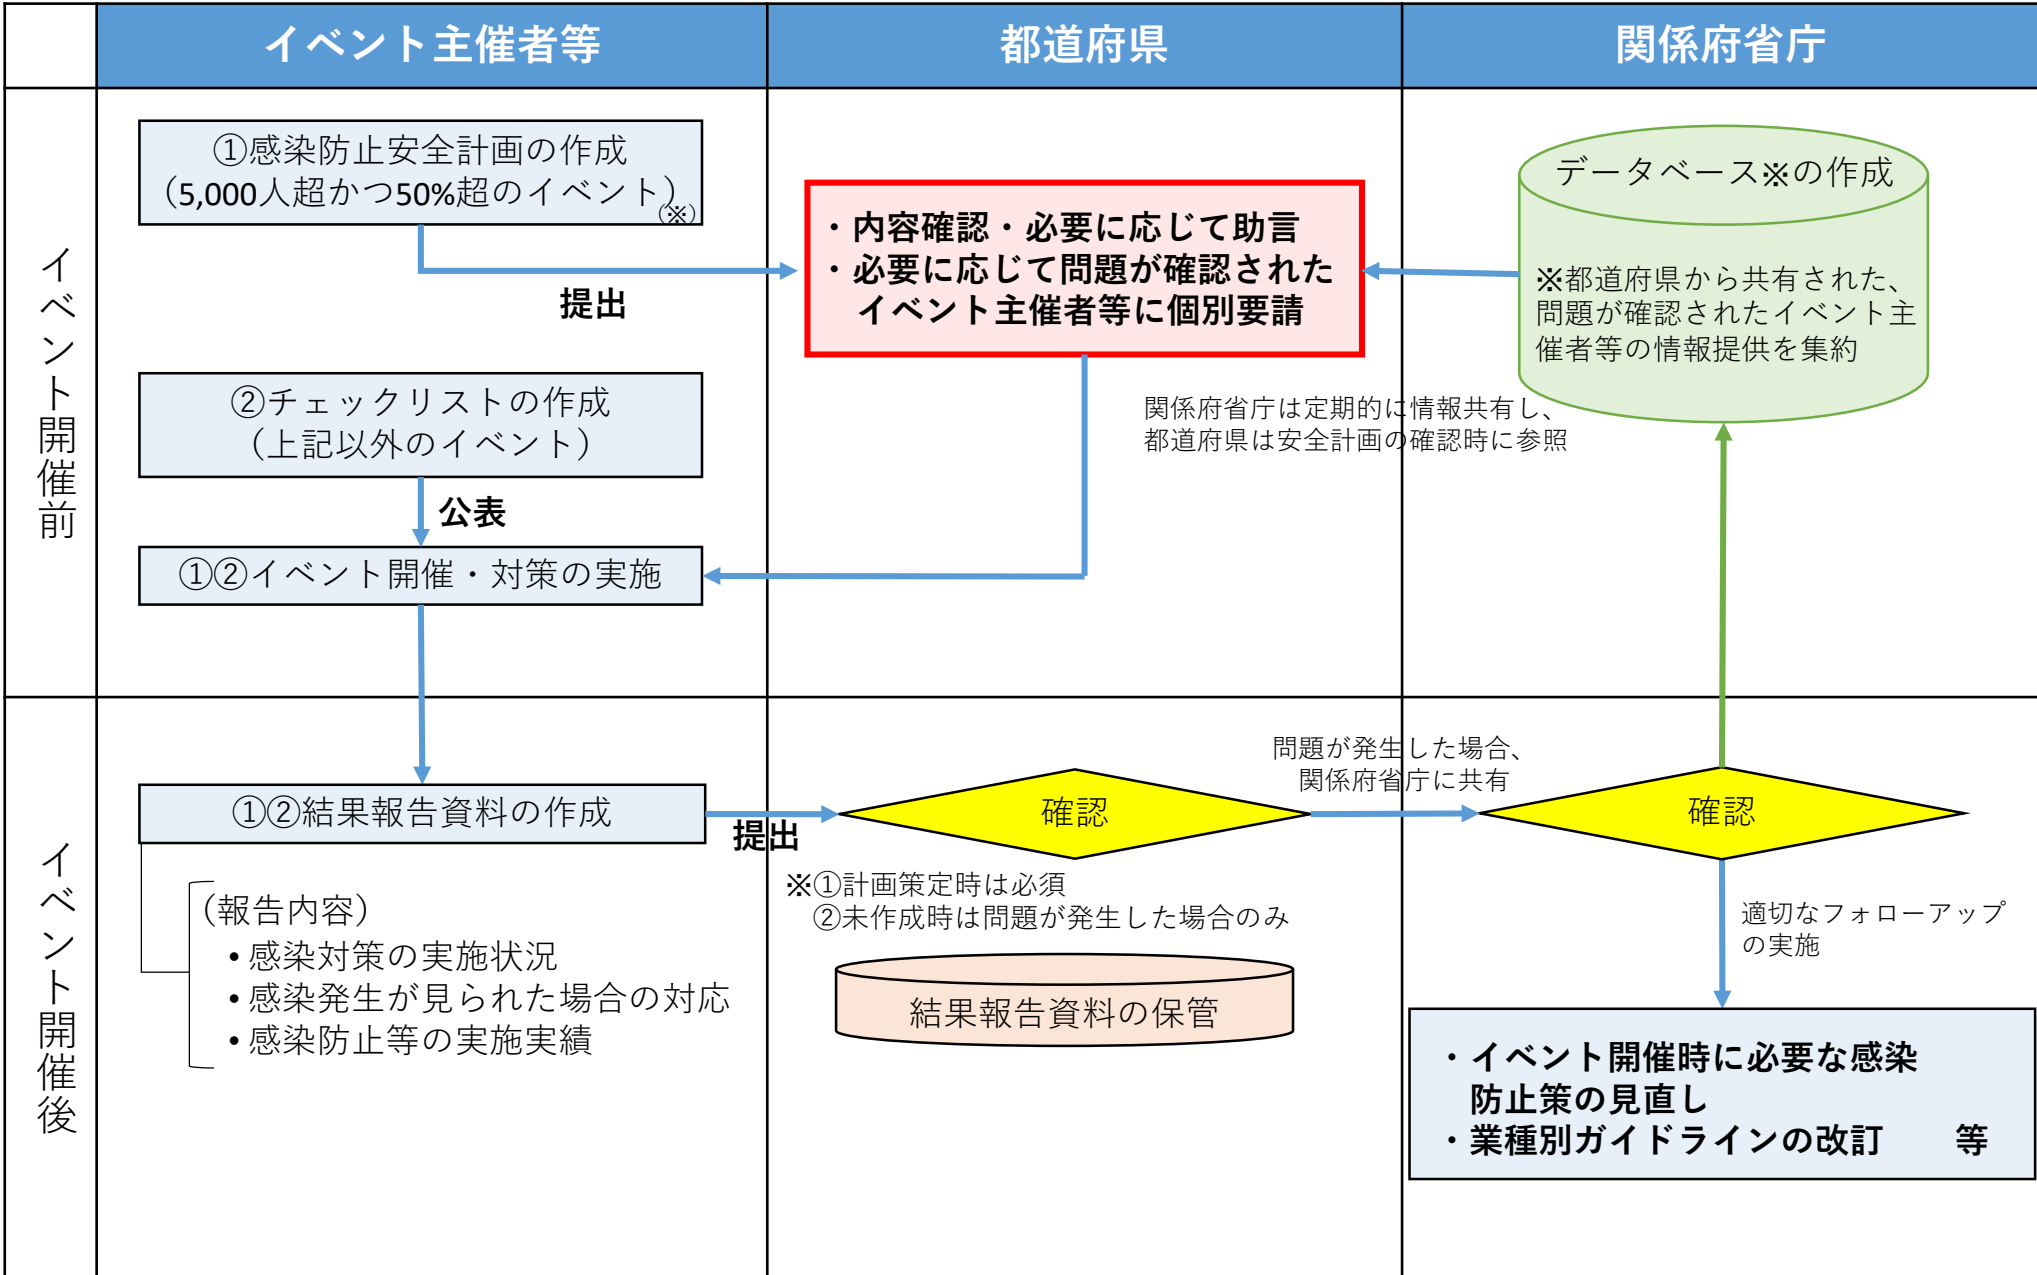 イベント主催者等
都道府県
関係府省庁
イベント開催前
①感染防止安全計画の作成
（5,000人超かつ50%超のイベント）
（※）
提出
②チェックリストの作成
（上記以外のイベント）
公表
①②イベント開催・対策の実施
・内容確認・必要に応じて助言
・必要に応じて問題が確認された
イベント主催者等に個別要請
関係府省庁は定期的に情報共有し、
都道府県は安全計画の確認時に参照
データベース※の作成
※都道府県から共有された、
問題が確認されたイベント主
催者等の情報提供を集約
イベント開催後
①②結果報告資料の作成
提出
（報告内容）
• 感染対策の実施状況
• 感染発生が見られた場合の対応
• 感染防止等の実施実績
確認
※①計画策定時は必須
②未作成時は問題が発生した場合のみ
結果報告資料の保管
問題が発生した場合、
関係府省庁に共有
確認
適切なフォローアップ
の実施
・イベント開催時に必要な感染
防止策の見直し
・業種別ガイドラインの改訂　　等